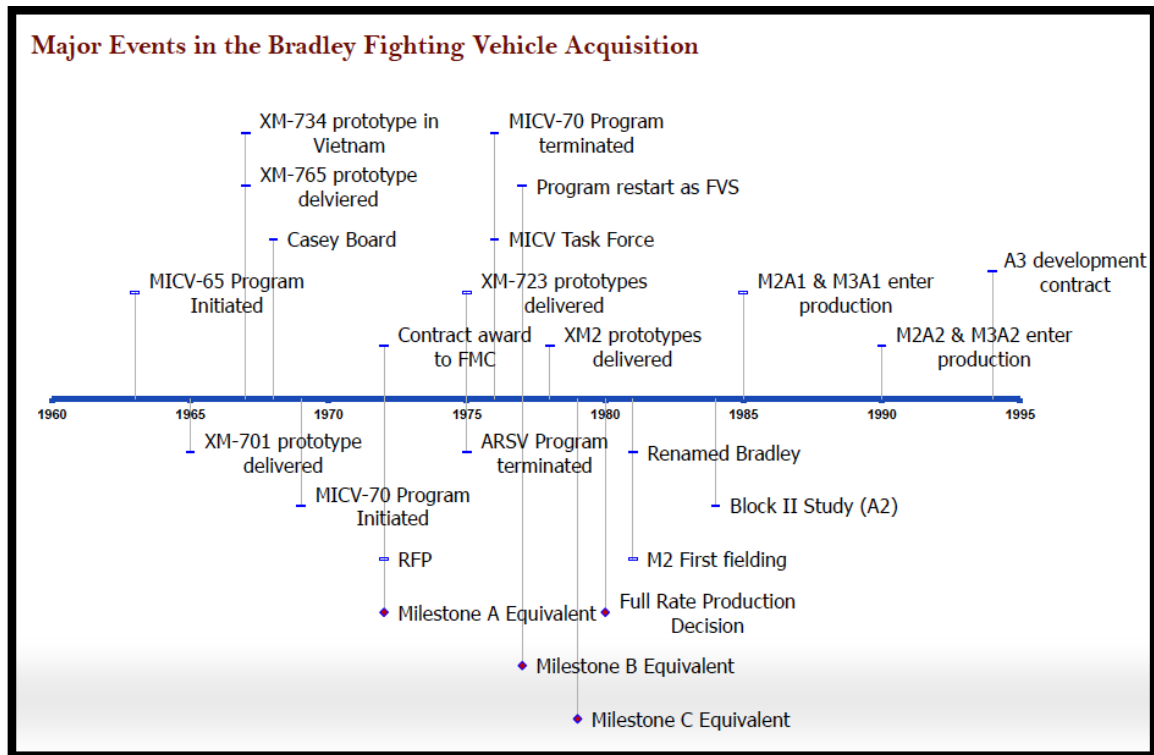 Major Events in the Bradley Fighting Vehicle Acquisition
XM-734 prototype in
Vietnam
MICV-70 Program
terminated
XM-765 prototype
delviered
Program restart as FVS
Casey Board
MICV Task Force
A3 development
contract
MICV-65 Program
Initiated
XM-723 prototypes
delivered
M2A1 & M3A1 enter
production
Contract award
to FMC
XM2 prototypes
delivered
M2A2 & M3A2 enter
production
1960 1965 1970 1975 1980 1985 1990 1995
XM-701 prototype
delivered
ARSV Program
terminated
Renamed Bradley
MICV-70 Program
Initiated
Block II Study (A2)
RFP
M2 First fielding
Milestone A Equivalent
Full Rate Production
Decision
Milestone B Equivalent
Milestone C Equivalent